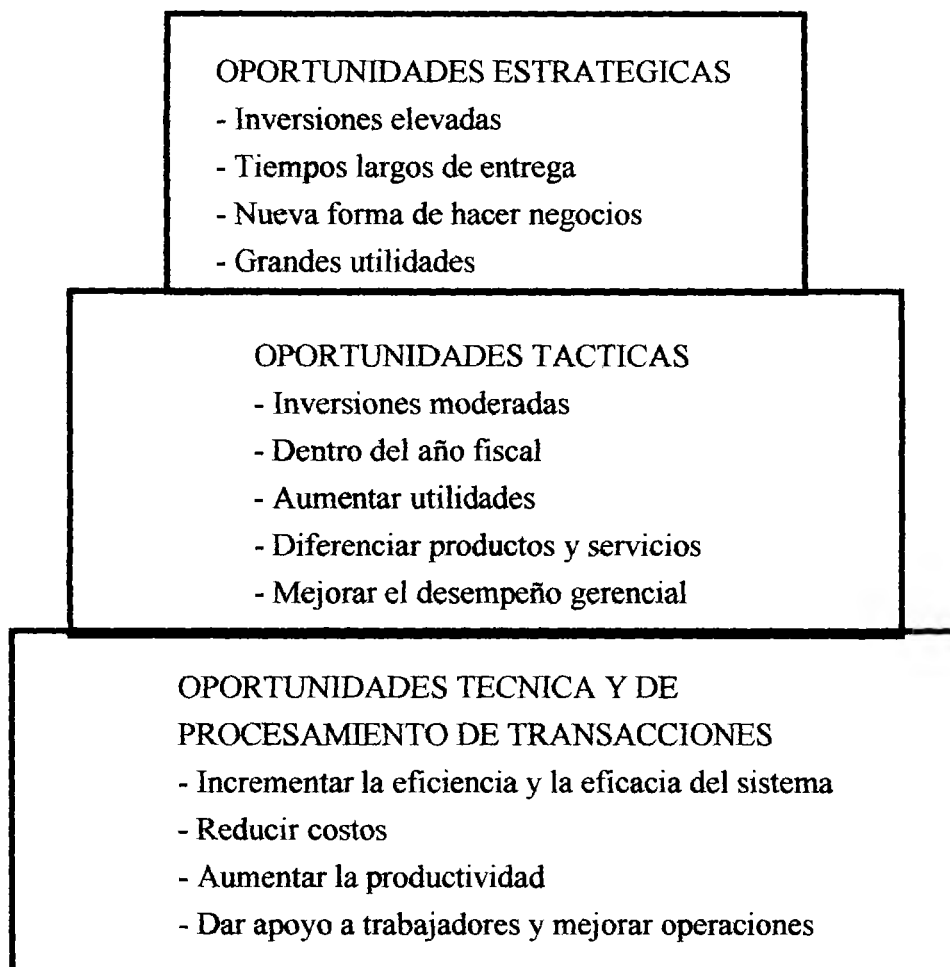 OPORTUNIDADES ESTRATEGICAS
- Inversiones elevadas
- Tiempos largos de entrega
- Nueva forma de hacer negocios
- Grandes utilidades
OPORTUNIDADES TACTICAS
- Inversiones moderadas
- Dentro del año fiscal
- Aumentar utilidades
- Diferenciar productos y servicios
- Mejorar el desempeño gerencial
OPORTUNIDADES TECNICA Y DE
PROCESAMIENTO DE TRANSACCIONES
- Incrementar la eficiencia y la eficacia del sistema
- Reducir costos
- Aumentar la productividad
- Dar apoyo a trabajadores y mejorar operaciones